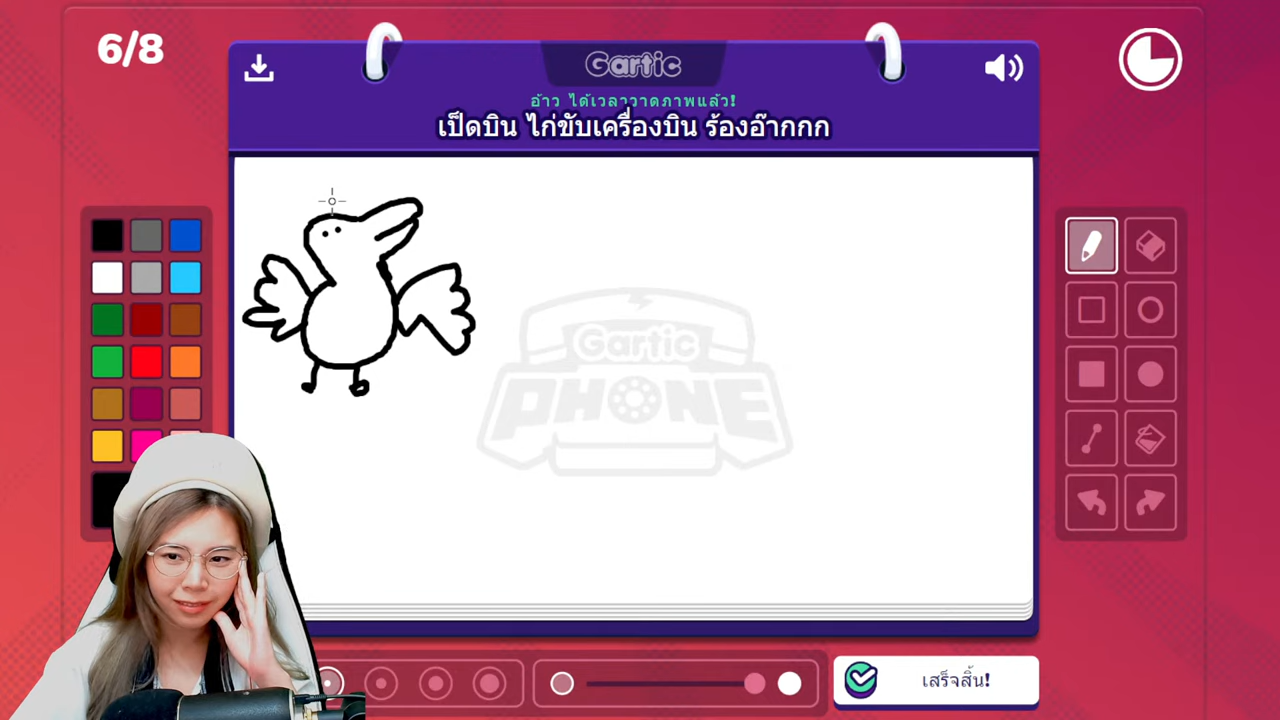 6/8
Gartic
อ้าว ได้เวลาวาดภาพแล้ว!
เป็ดบิน ไก่ขับเครื่องบิน ร้องอ๊ากกก
Gartic
PHONE
เสร็จสิ้น!